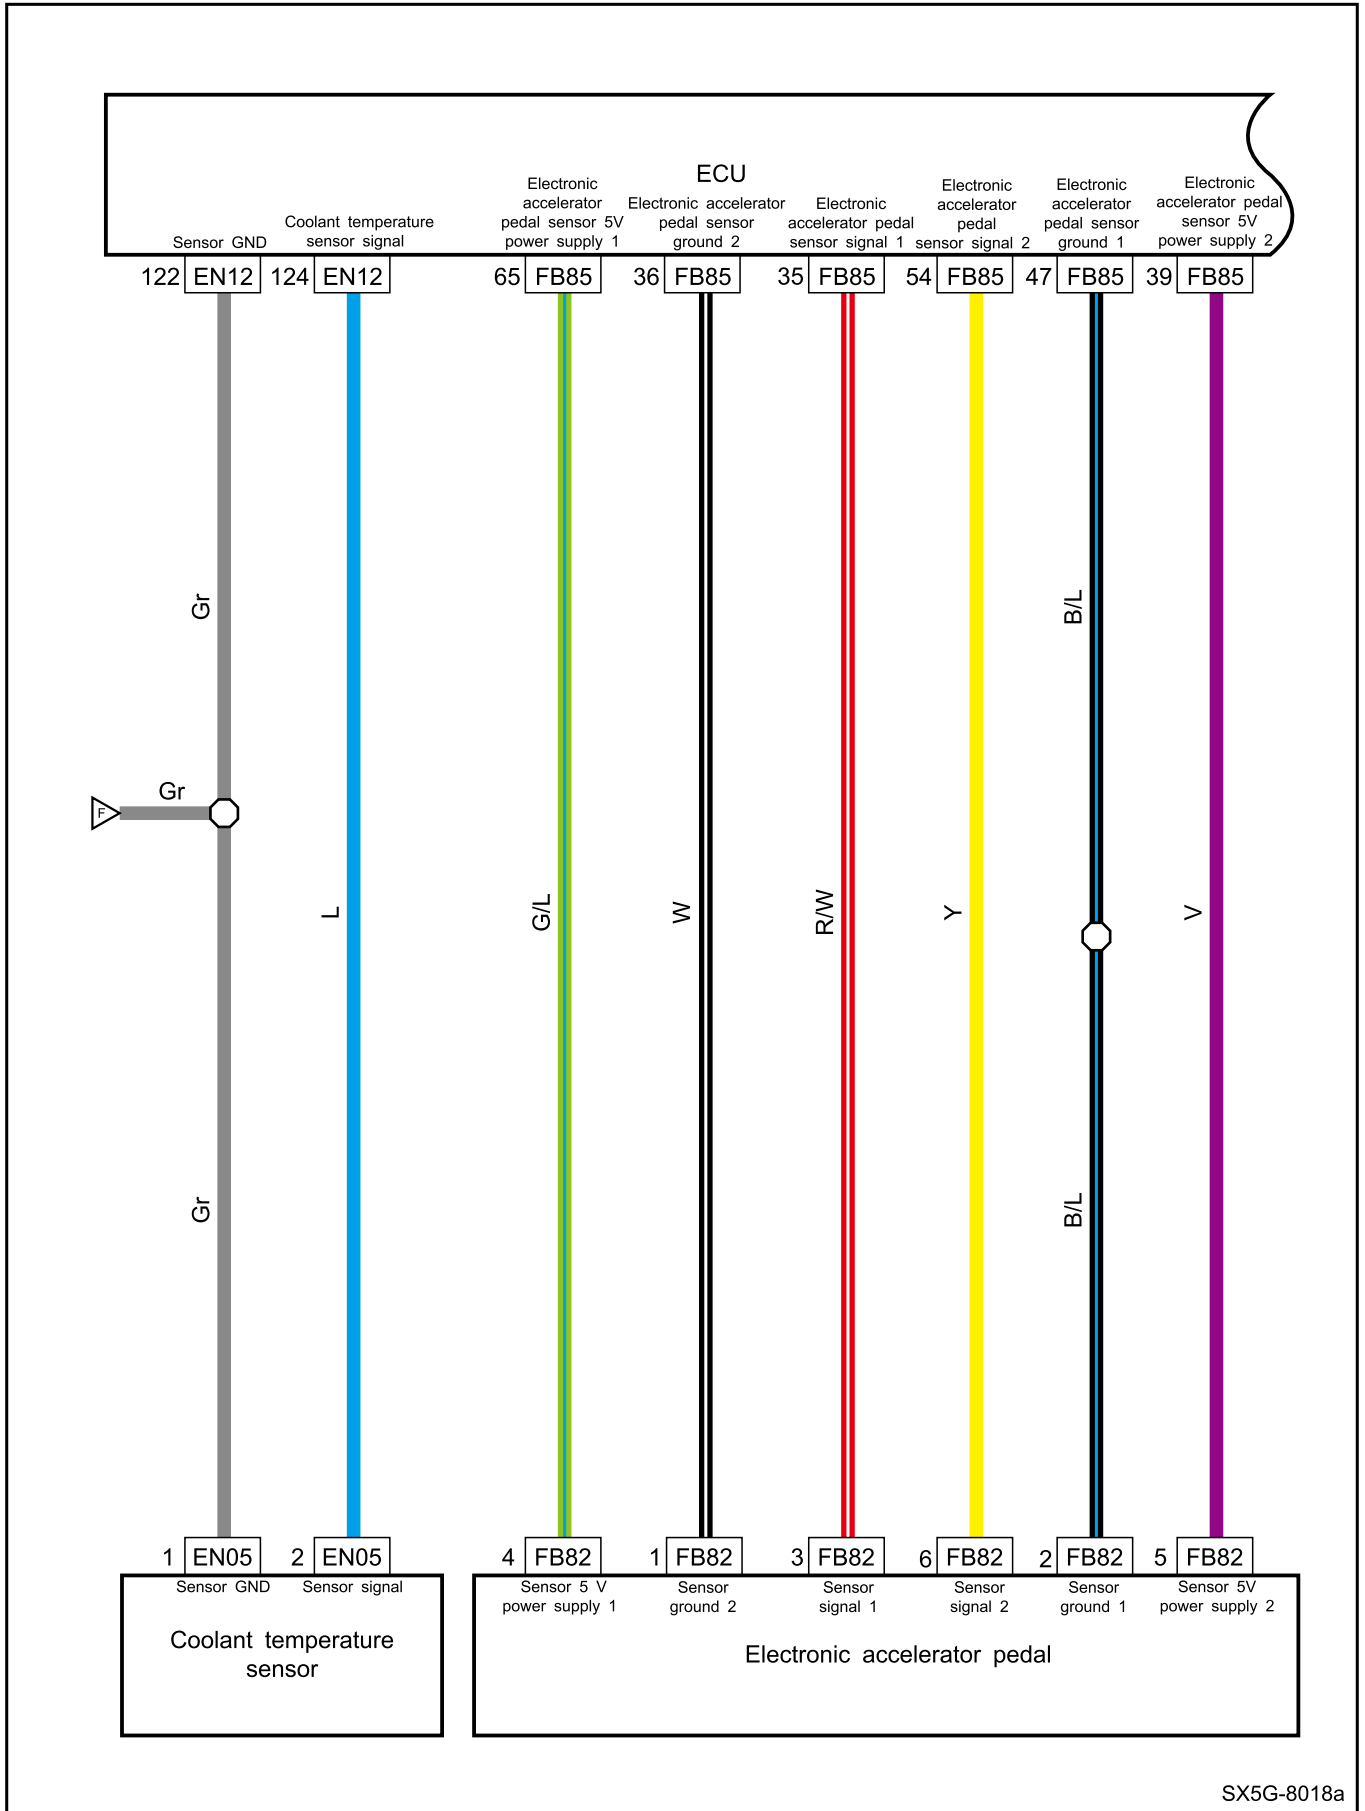 ECU
Sensor GND
Coolant temperature
sensor signal
Electronic
accelerator
pedal sensor 5V
power supply 1
Electronic accelerator
pedal sensor
ground 2
Electronic
accelerator pedal
sensor signal 1
Electronic
accelerator
pedal
sensor signal 2
Electronic
accelerator
pedal sensor
ground 1
Electronic
accelerator pedal
sensor 5V
power supply 2
122 EN12 124 EN12 65 FB85 36 FB85 35 FB85 54 FB85 47 FB85 39 FB85
Gr
B/L
Gr
F
L
G/L
W
R/W
Y
V
Gr
B/L
1 EN05 2 EN05 4 FB82 1 FB82 3 FB82 6 FB82 2 FB82 5 FB82
Sensor GND
Sensor signal
Sensor 5 V
power supply 1
Sensor
ground 2
Sensor
signal 1
Sensor
signal 2
Sensor
ground 1
Sensor 5V
power supply 2
Coolant temperature
sensor
Electronic accelerator pedal
SX5G-8018a